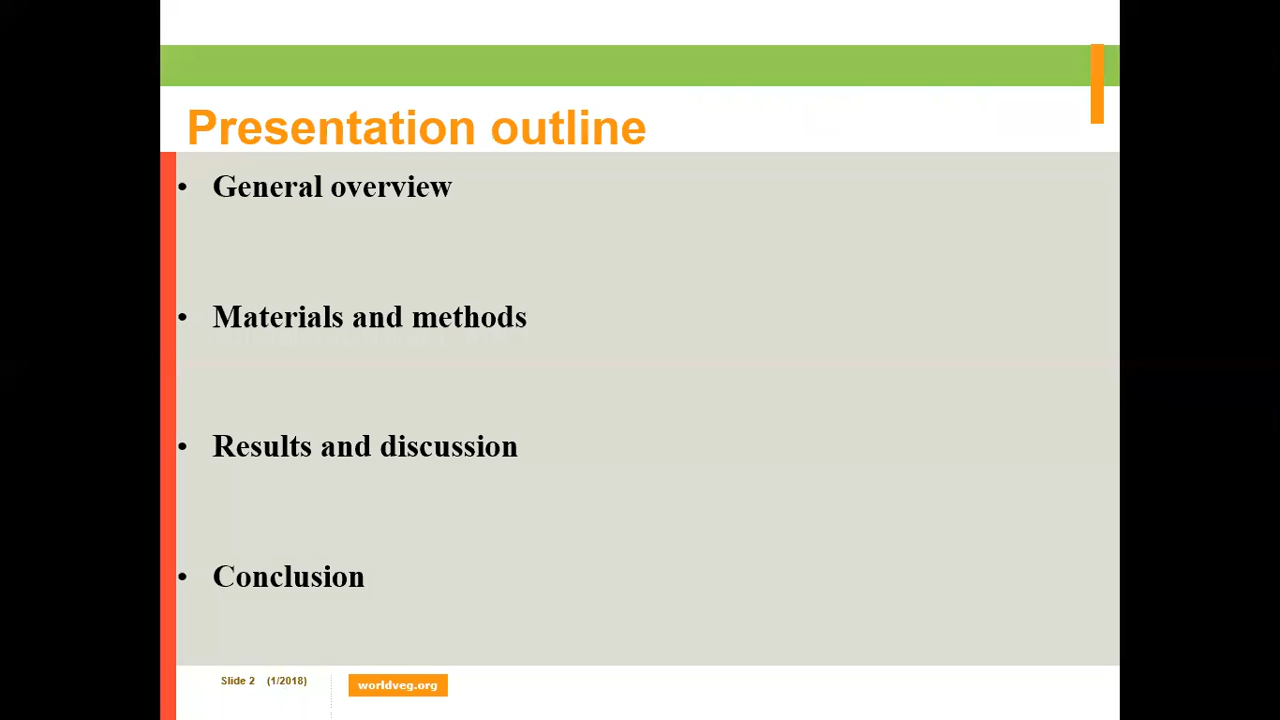 Presentation outline
• General overview
• Materials and methods
• Results and discussion
• Conclusion
Slide 2 (1/2018)
worldveg.org